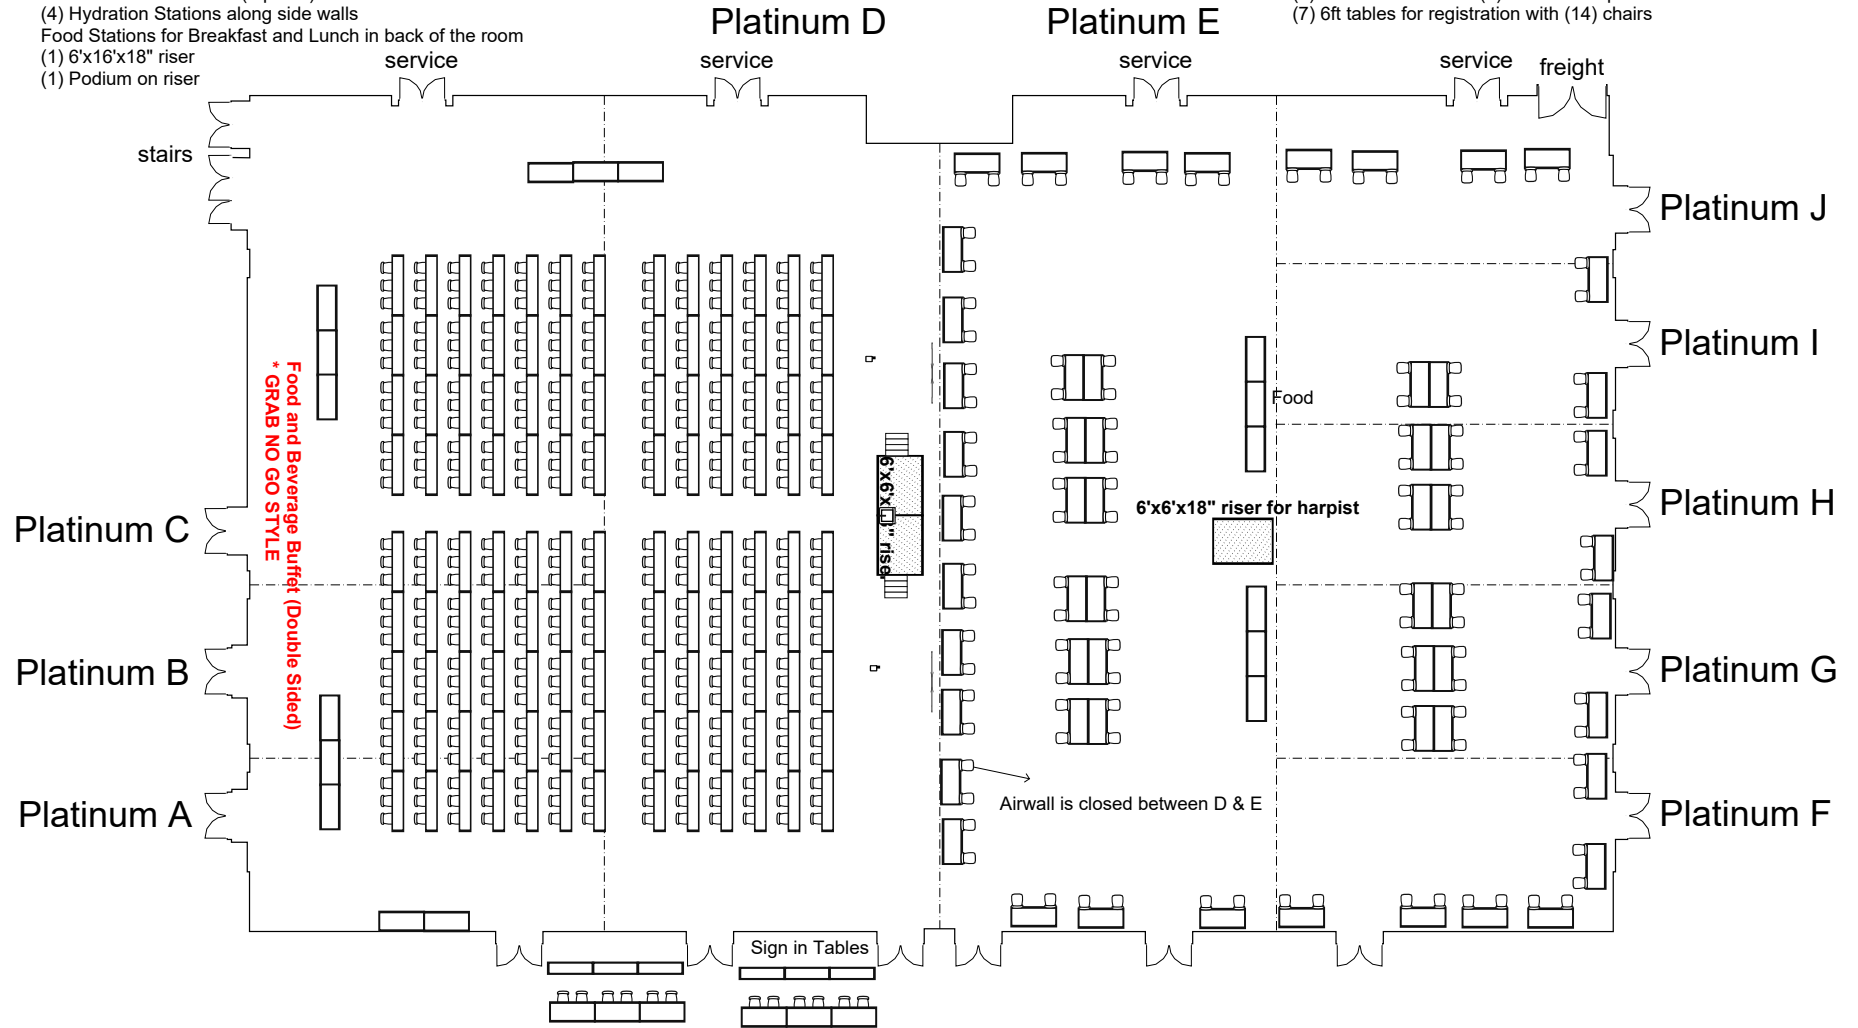 (4) Hydration Stations along side walls
Food Stations for Breakfast and Lunch in back of the room
(1) 6'x16'x18" riser
(1) Podium on riser
Platinum D
Platinum E
(7) 6ft tables for registration with (14) chairs
service
service
service
service
freight
stairs
Platinum J
Platinum I
Food
Food and Beverage Buffet (Double Sided)
* GRAB NO GO STYLE
6'x6'x18" riser for harpist
Platinum H
Platinum C
Platinum B
Platinum G
Platinum A
Airwall is closed between D & E
Platinum F
Sign in Tables